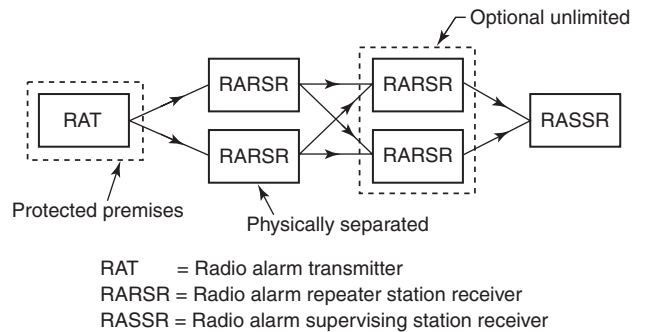 Optional unlimited
RAT
RARSR
RARSR
RARSR
RARSR
RASSR
Protected premises
Physically separated
RAT = Radio alarm transmitter
RARSR = Radio alarm repeater station receiver
RASSR = Radio alarm supervising station receiver